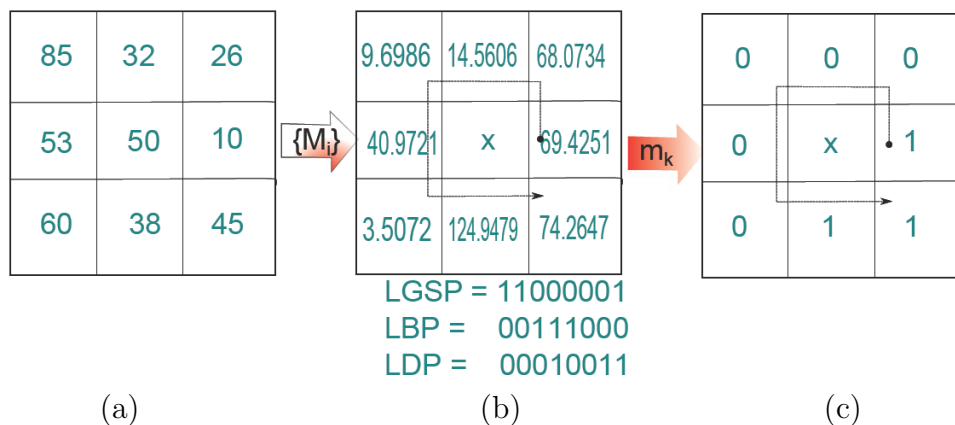 85 32 26
53 50 10
60 38 45
{M_i}
9.6986 14.5606 68.0734
40.9721 x 69.4251
3.5072 124.9479 74.2647
m_k
0 0 0
0 x 1
0 1 1
LGSP = 11000001
LBP = 00111000
LDP = 00010011
(a) (b) (c)